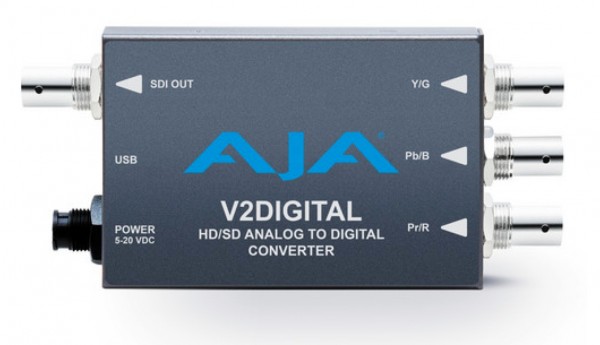 SDI OUT
Y/G
USB
AJA
Pb/B
POWER
5-20 VDC
V2DIGITAL
HD/SD ANALOG TO DIGITAL
CONVERTER
Pr/R